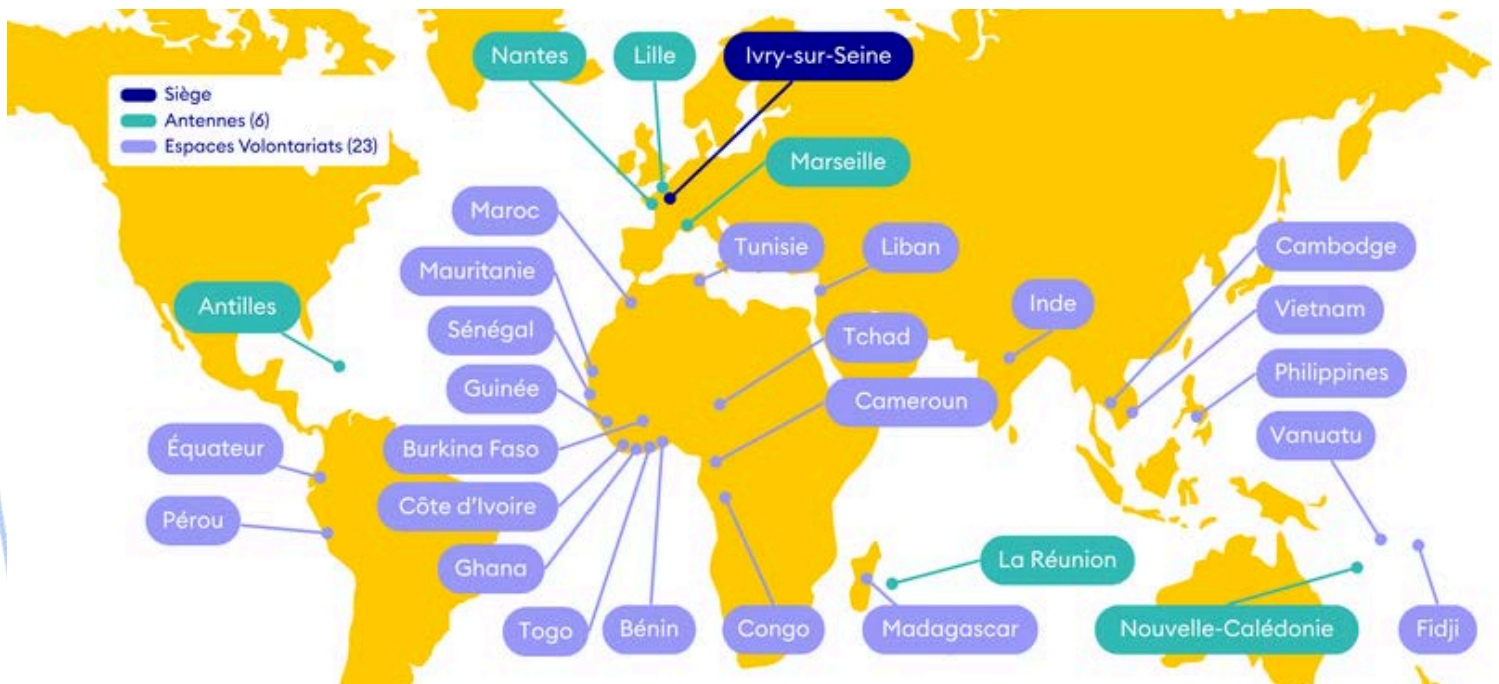 Nantes
Lille
Ivry-sur-Seine
Siège
Antennes (6)
Espaces Volontariats (23)
Marseille
Maroc
Tunisie
Liban
Cambodge
Mauritanie
Antilles
Inde
Vietnam
Sénégal
Tchad
Philippines
Guinée
Cameroun
Vanuatu
Équateur
Burkina Faso
Côte d'Ivoire
Pérou
Ghana
La Réunion
Togo
Bénin
Congo
Madagascar
Nouvelle-Calédonie
Fidji